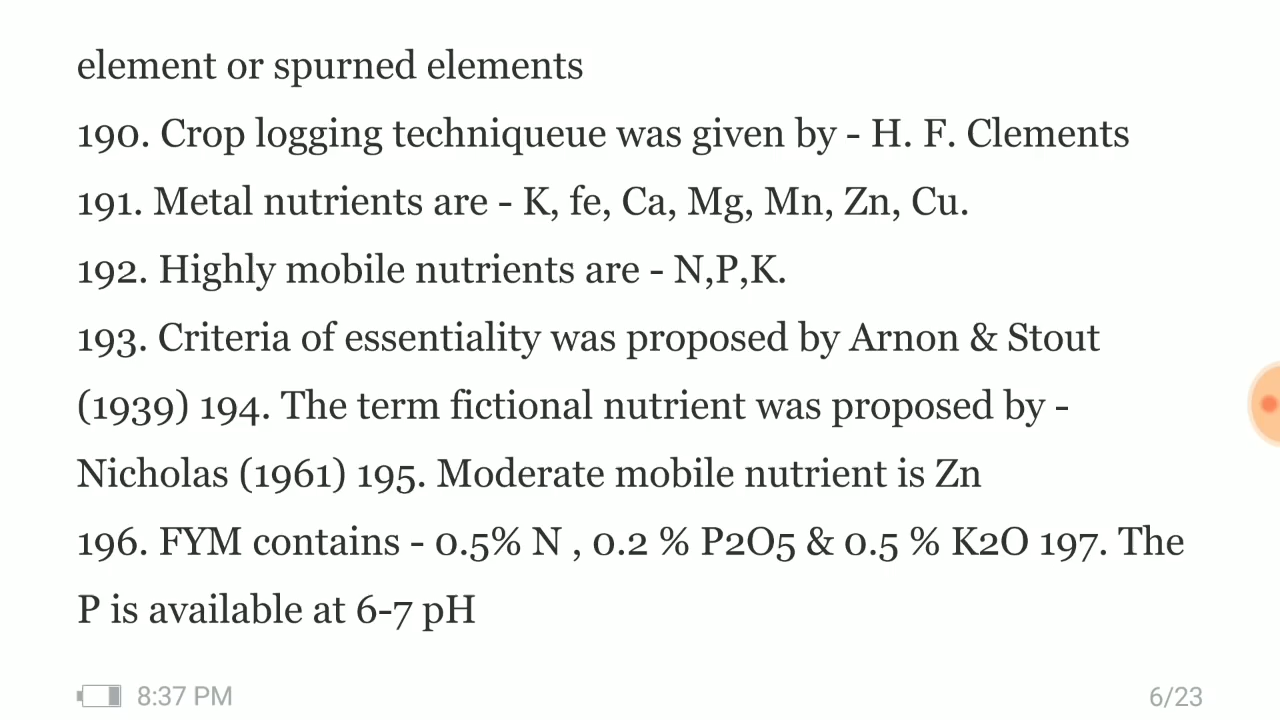 element or spurned elements
190. Crop logging techniqueue was given by - H. F. Clements
191. Metal nutrients are - K, fe, Ca, Mg, Mn, Zn, Cu.
192. Highly mobile nutrients are - N,P,K.
193. Criteria of essentiality was proposed by Arnon & Stout
(1939) 194. The term fictional nutrient was proposed by -
Nicholas (1961) 195. Moderate mobile nutrient is Zn
196. FYM contains - 0.5% N , 0.2 % P2O5 & 0.5 % K2O 197. The
P is available at 6-7 pH
8:37 PM
6/23